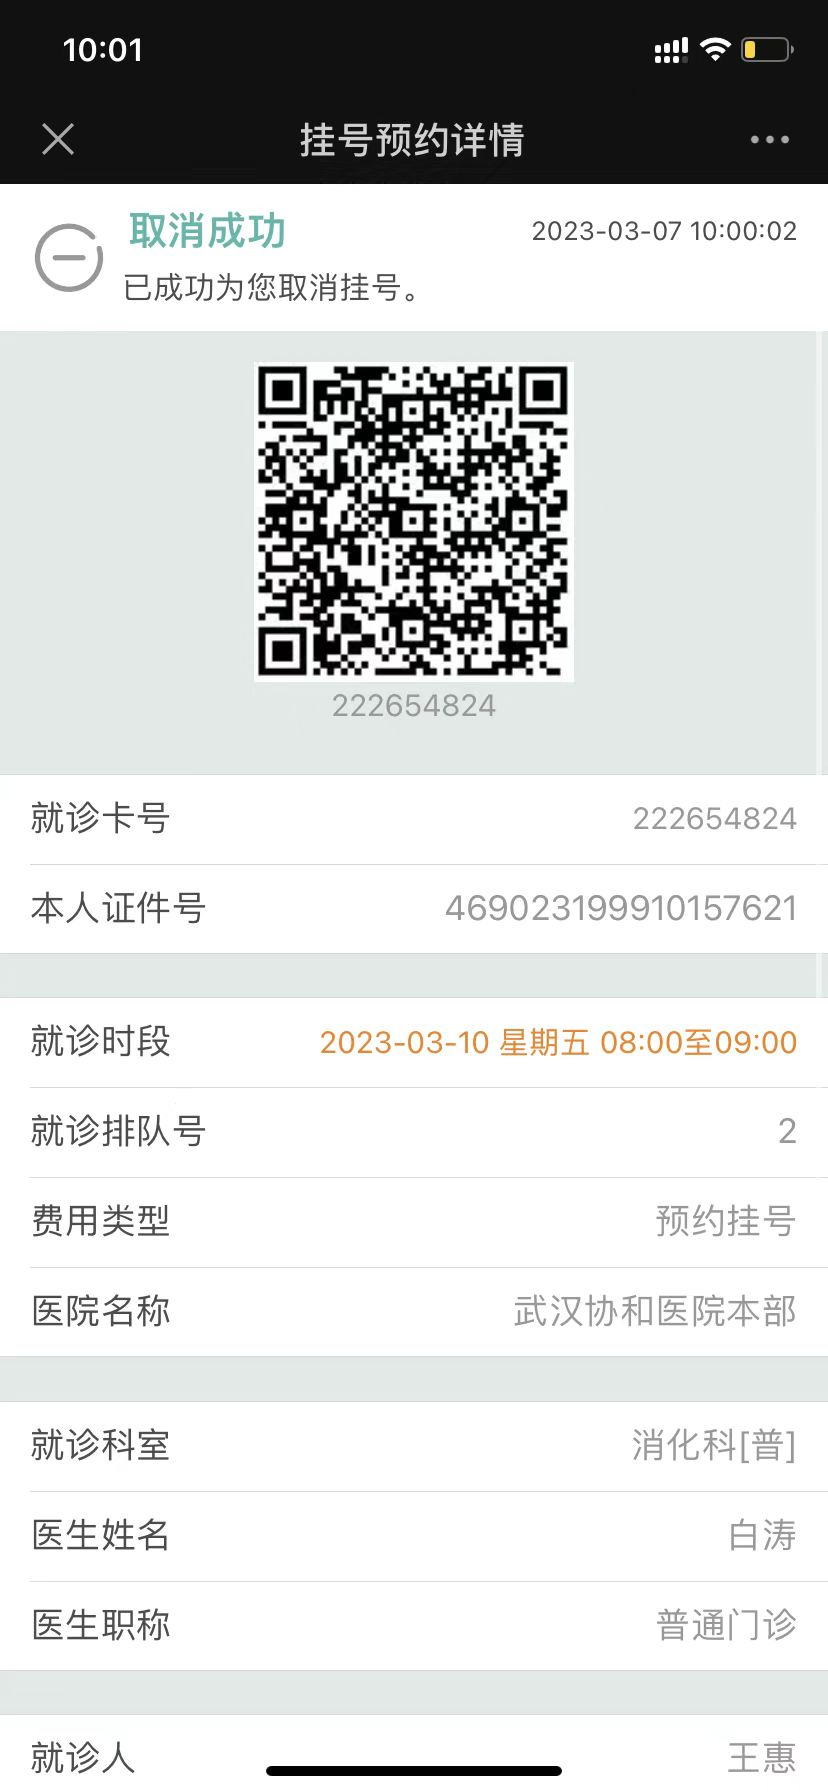 10:01
挂号预约详情
取消成功
2023-03-07 10:00:02
已成功为您取消挂号。
222654824
就诊卡号 222654824
本人证件号 469023199910157621
就诊时段 2023-03-10 星期五 08:00至09:00
就诊排队号 2
费用类型 预约挂号
医院名称 武汉协和医院本部
就诊科室 消化科[普]
医生姓名 白涛
医生职称 普通门诊
就诊人 王惠